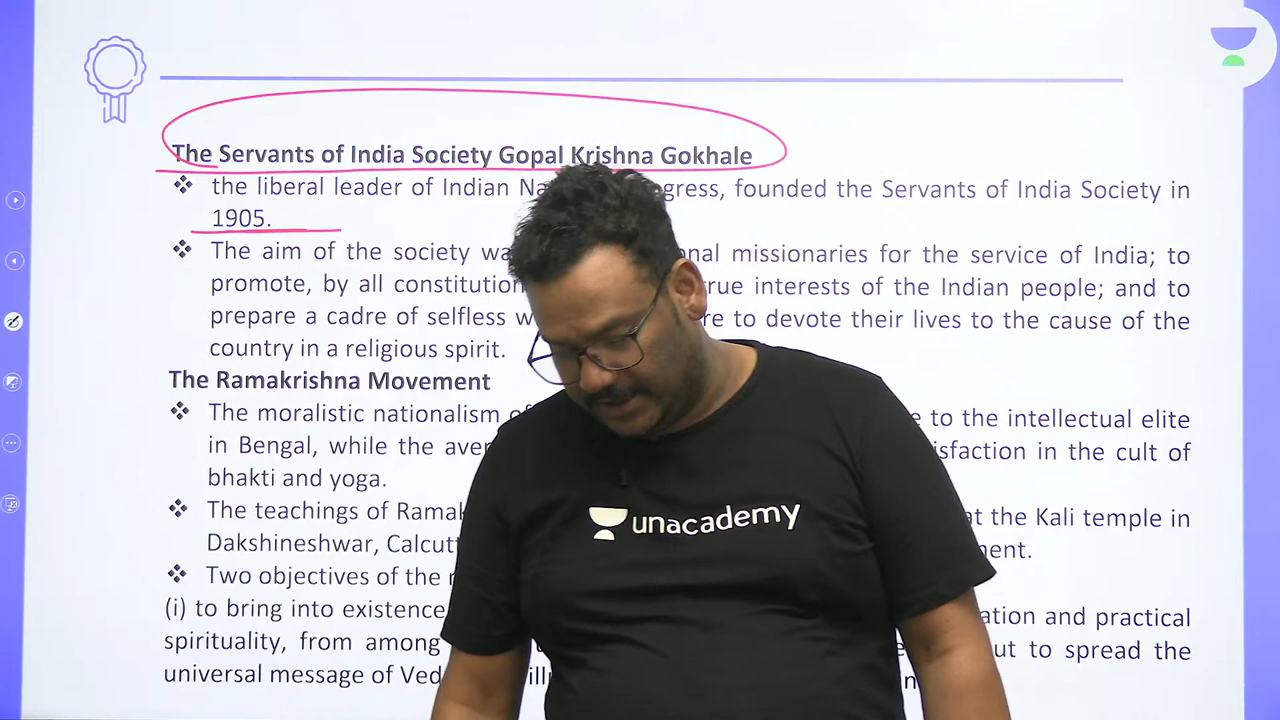 The Servants of India Society Gopal Krishna Gokhale
❖ the liberal leader of Indian Na gress, founded the Servants of India Society in
1905.
❖ The aim of the society wa onal missionaries for the service of India; to
promote, by all constitution rue interests of the Indian people; and to
prepare a cadre of selfless w re to devote their lives to the cause of the
country in a religious spirit.
The Ramakrishna Movement
❖ The moralistic nationalism of e to the intellectual elite
in Bengal, while the aver isfaction in the cult of
bhakti and yoga.
❖ The teachings of Ramak at the Kali temple in
Dakshineshwar, Calcut ment.
❖ Two objectives of the
(i) to bring into existence ation and practical
spirituality, from among ut to spread the
universal message of Ved
unacademy